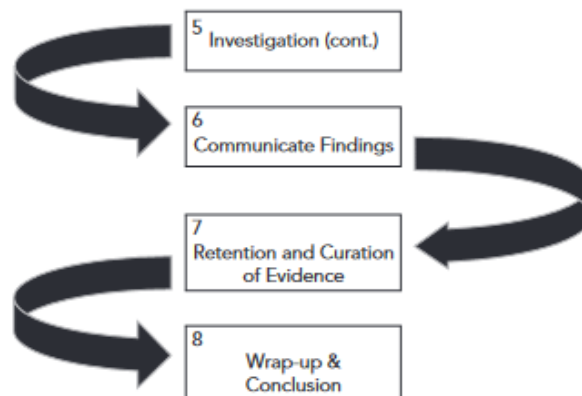 5
Investigation (cont.)
6
Communicate Findings
7
Retention and Curation
of Evidence
8
Wrap-up &
Conclusion